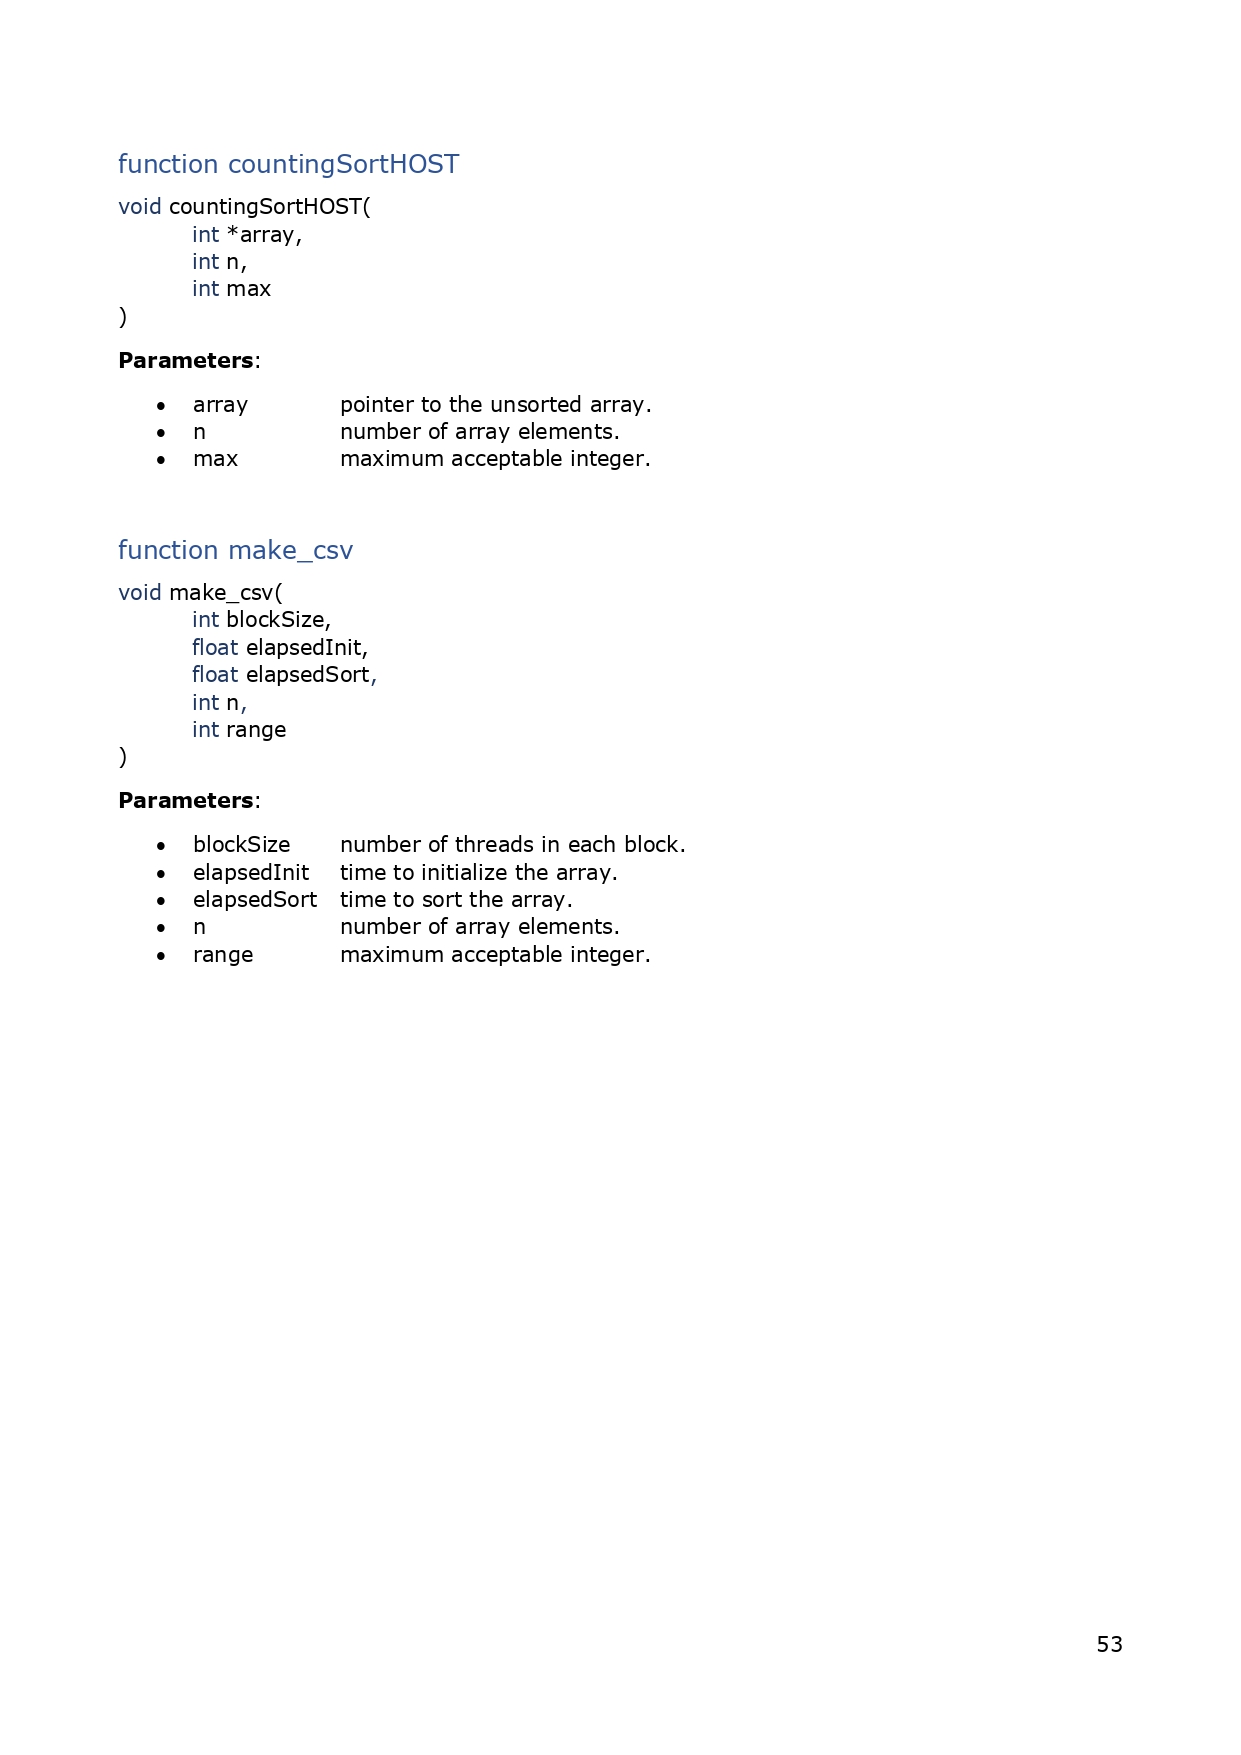 function countingSortHOST
void countingSortHOST(
int *array,
int n,
int max
)
Parameters:
• array pointer to the unsorted array.
• n number of array elements.
• max maximum acceptable integer.
function make_csv
void make_csv(
int blockSize,
float elapsedInit,
float elapsedSort,
int n,
int range
)
Parameters:
• blockSize number of threads in each block.
• elapsedInit time to initialize the array.
• elapsedSort time to sort the array.
• n number of array elements.
• range maximum acceptable integer.
53